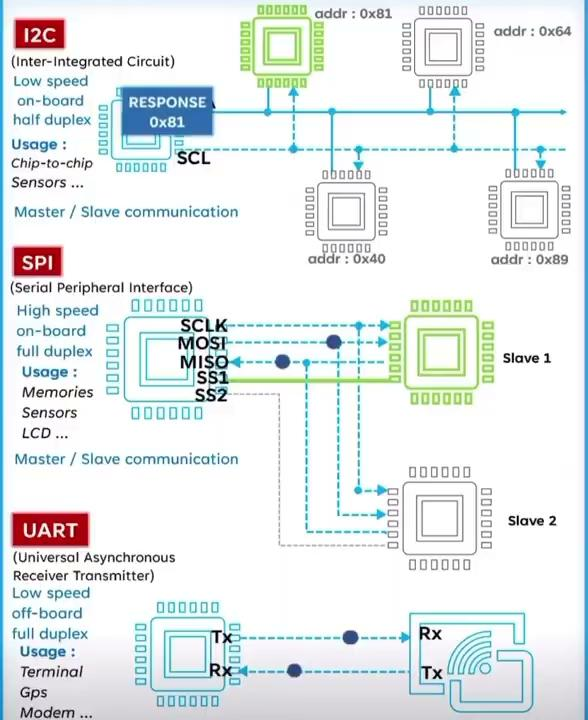 I2C
addr : 0x81
addr : 0x64
(Inter-Integrated Circuit)
Low speed
on-board
half duplex
RESPONSE
0x81
A
Usage :
Chip-to-chip
Sensors ...
SCL
Master / Slave communication
addr : 0x40
addr : 0x89
SPI
(Serial Peripheral Interface)
High speed
on-board
full duplex
Usage :
Memories
Sensors
LCD ...
SCLK
MOSI
MISO
SS1
SS2
Slave 1
Master / Slave communication
Slave 2
UART
(Universal Asynchronous
Receiver Transmitter)
Low speed
off-board
full duplex
Usage :
Terminal
Gps
Modem ...
Tx
Rx
Rx
Tx